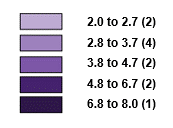 2.0 to 2.7 (2)
2.8 to 3.7 (4)
3.8 to 4.7 (2)
4.8 to 6.7 (2)
6.8 to 8.0 (1)